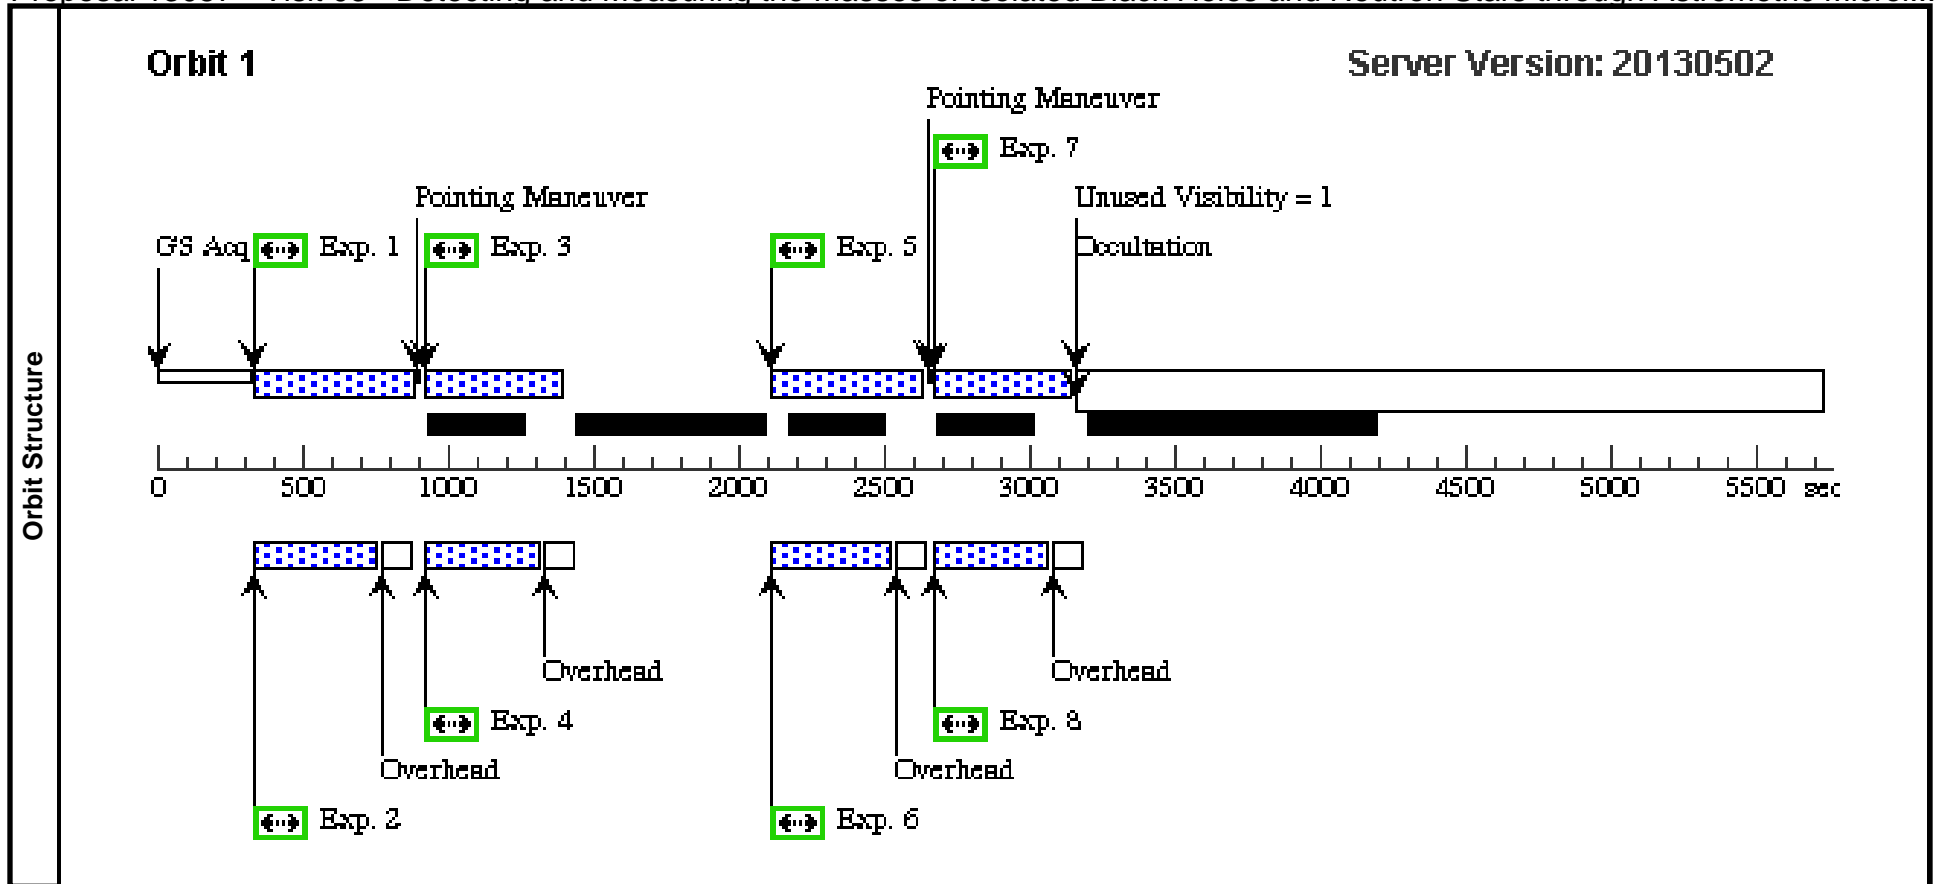 Orbit 1
Server Version: 20130502
Pointing Maneuver
Exp. 7
Pointing Maneuver
Unused Visibility = 1
GS Acq
Exp. 1
Exp. 3
Exp. 5
Occultation
Orbit Structure
0 500 1000 1500 2000 2500 3000 3500 4000 4500 5000 5500 sec
Overhead
Overhead
Exp. 4
Exp. 8
Overhead
Overhead
Exp. 2
Exp. 6